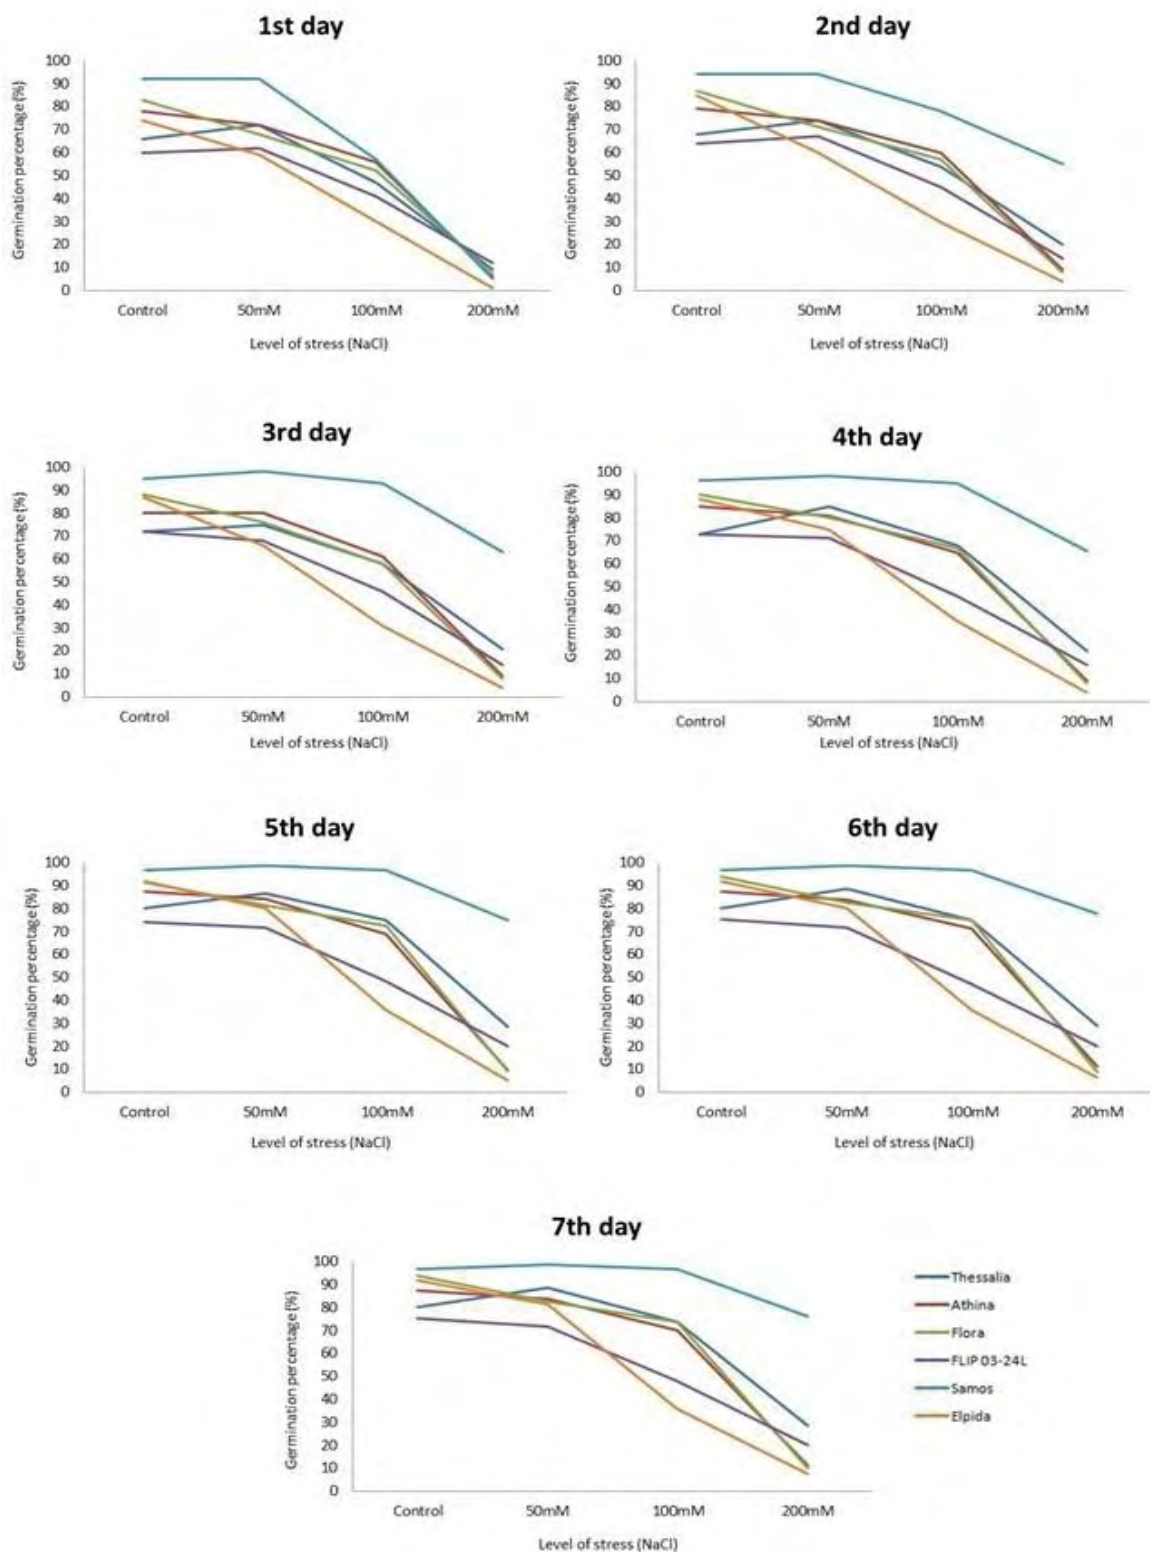 1st day
Germination percentage (%)
100
90
80
70
60
50
40
30
20
10
0
Control 50mM 100mM 200mM
Level of stress (NaCl)
2nd day
Germination percentage (%)
100
90
80
70
60
50
40
30
20
10
0
Control 50mM 100mM 200mM
Level of stress (NaCl)
3rd day
Germination percentage (%)
100
90
80
70
60
50
40
30
20
10
0
Control 50mM 100mM 200mM
Level of stress (NaCl)
4th day
Germination percentage (%)
100
90
80
70
60
50
40
30
20
10
0
Control 50mM 100mM 200mM
Level of stress (NaCl)
5th day
Germination percentage (%)
100
90
80
70
60
50
40
30
20
10
0
Control 50mM 100mM 200mM
Level of stress (NaCl)
6th day
Germination percentage (%)
100
90
80
70
60
50
40
30
20
10
0
Control 50mM 100mM 200mM
Level of stress (NaCl)
7th day
Germination percentage (%)
100
90
80
70
60
50
40
30
20
10
0
Control 50mM 100mM 200mM
Level of stress (NaCl)
Thessalia
Athina
Flora
FLIP 03-24L
Samos
Elpida